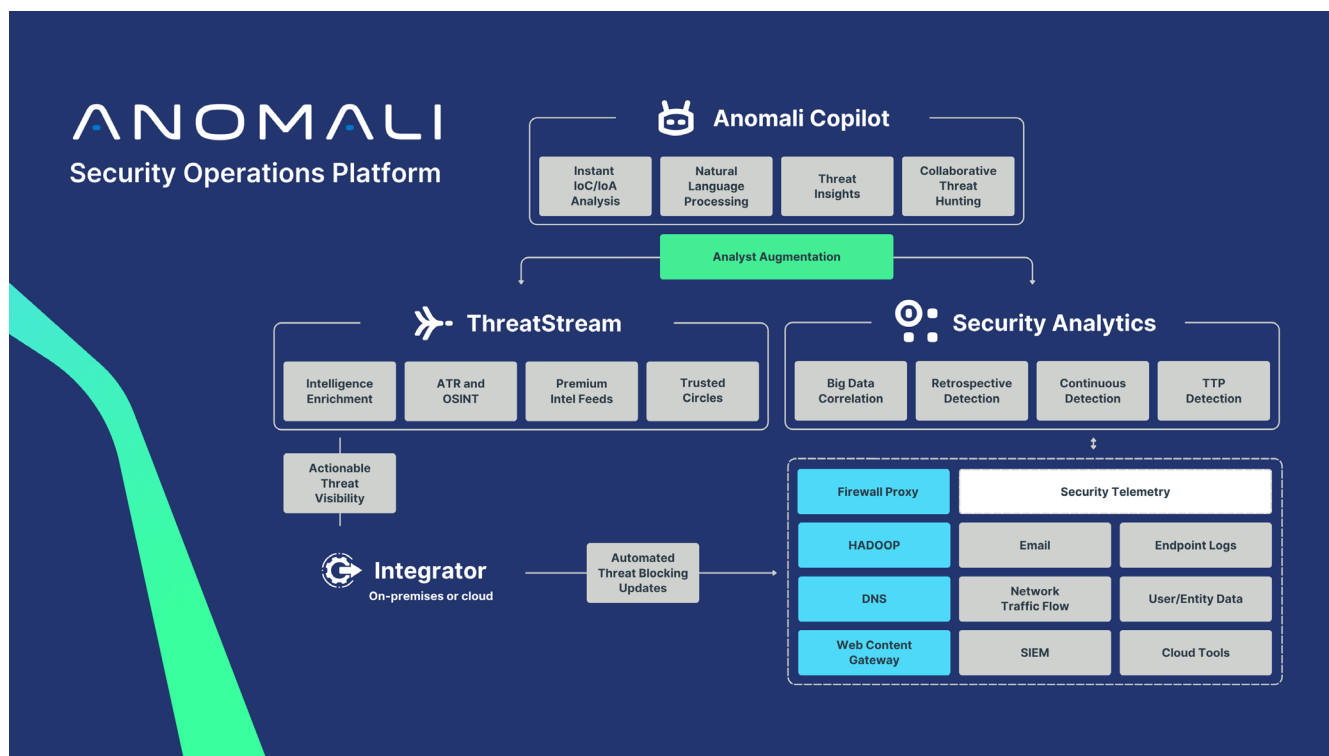 ANOMALI
Security Operations Platform
Anomali Copilot
Instant
IoC/IoA
Analysis
Natural
Language
Processing
Threat
Insights
Collaborative
Threat
Hunting
Analyst Augmentation
ThreatStream
Intelligence
Enrichment
ATR and
OSINT
Premium
Intel Feeds
Trusted
Circles
Security Analytics
Big Data
Correlation
Retrospective
Detection
Continuous
Detection
TTP
Detection
Actionable
Threat
Visibility
Integrator
On-premises or cloud
Automated
Threat Blocking
Updates
Firewall Proxy
Security Telemetry
HADOOP
Email
Endpoint Logs
DNS
Network
Traffic Flow
User/Entity Data
Web Content
Gateway
SIEM
Cloud Tools